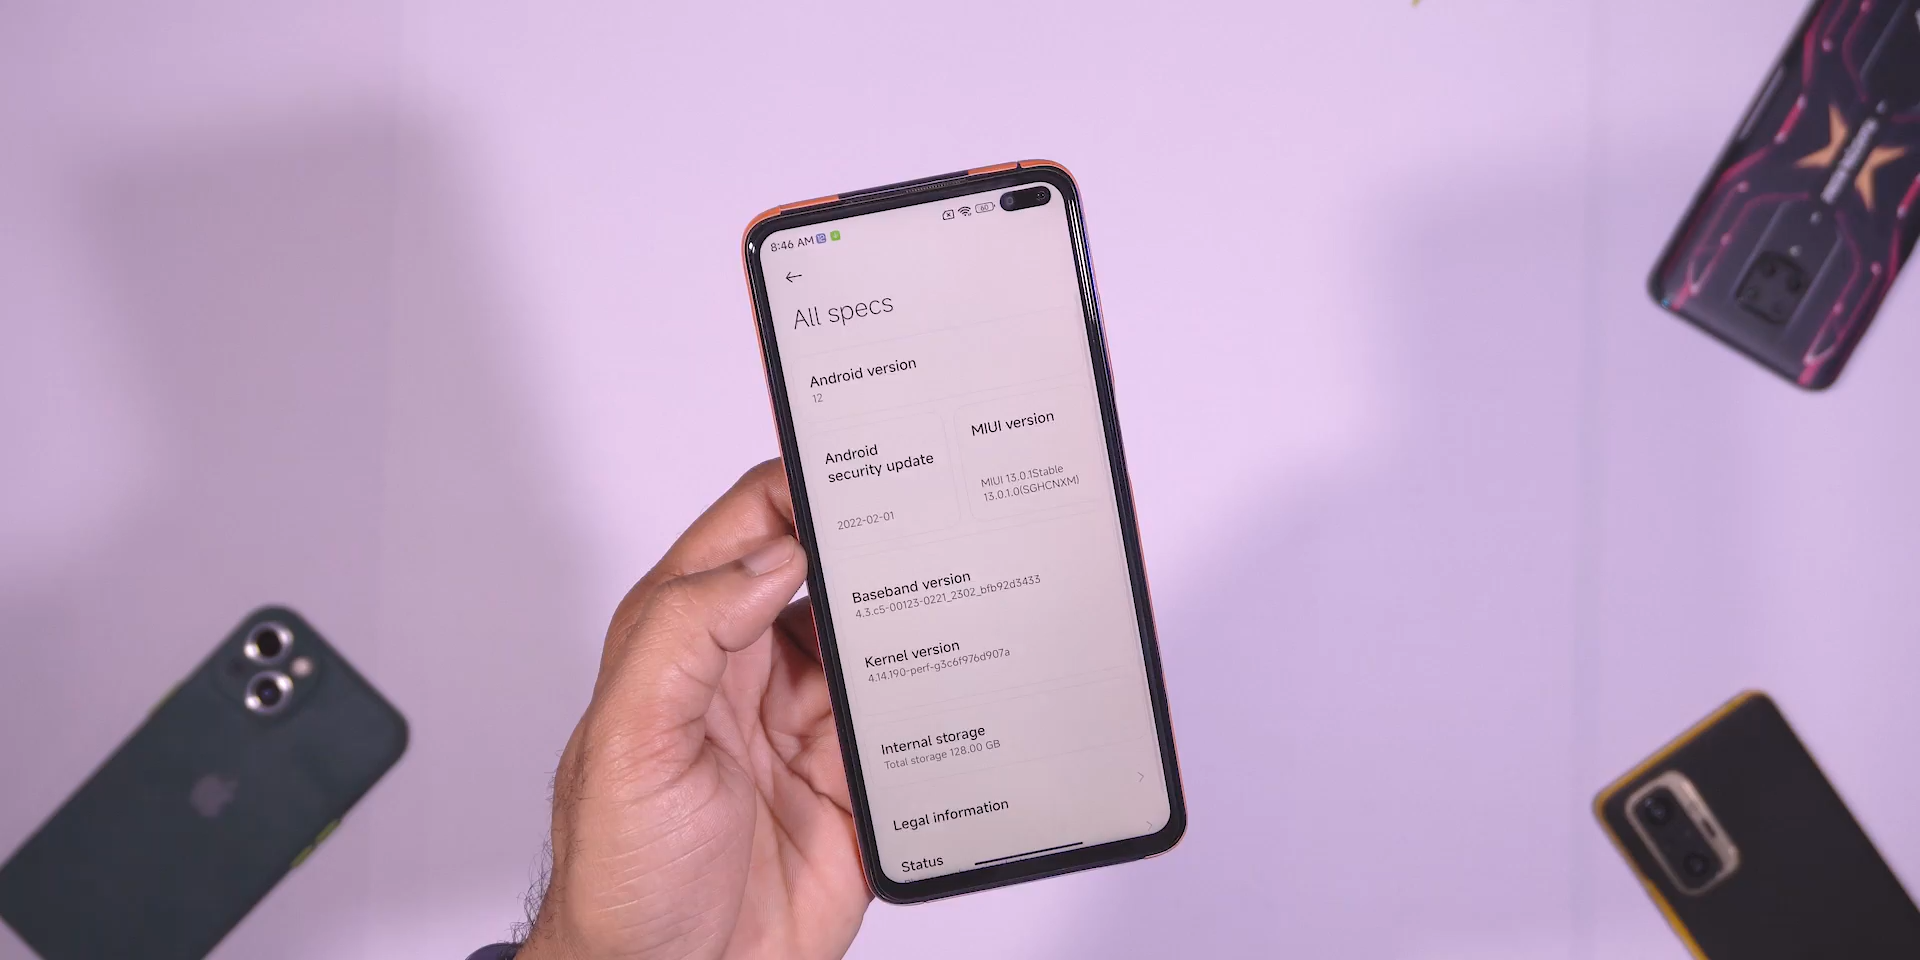 8:46 AM
60
All specs
Android version
12
Android
security update
2022-02-01
MIUI version
MIUI 13.0.1Stable
13.0.1.0(SGHCNXM)
Baseband version
4.3.c5-00123-0221_2302_bfb92d3433
Kernel version
4.14.190-perf-g3c6f976d907a
Internal storage
Total storage 128.00 GB
Legal information
Status